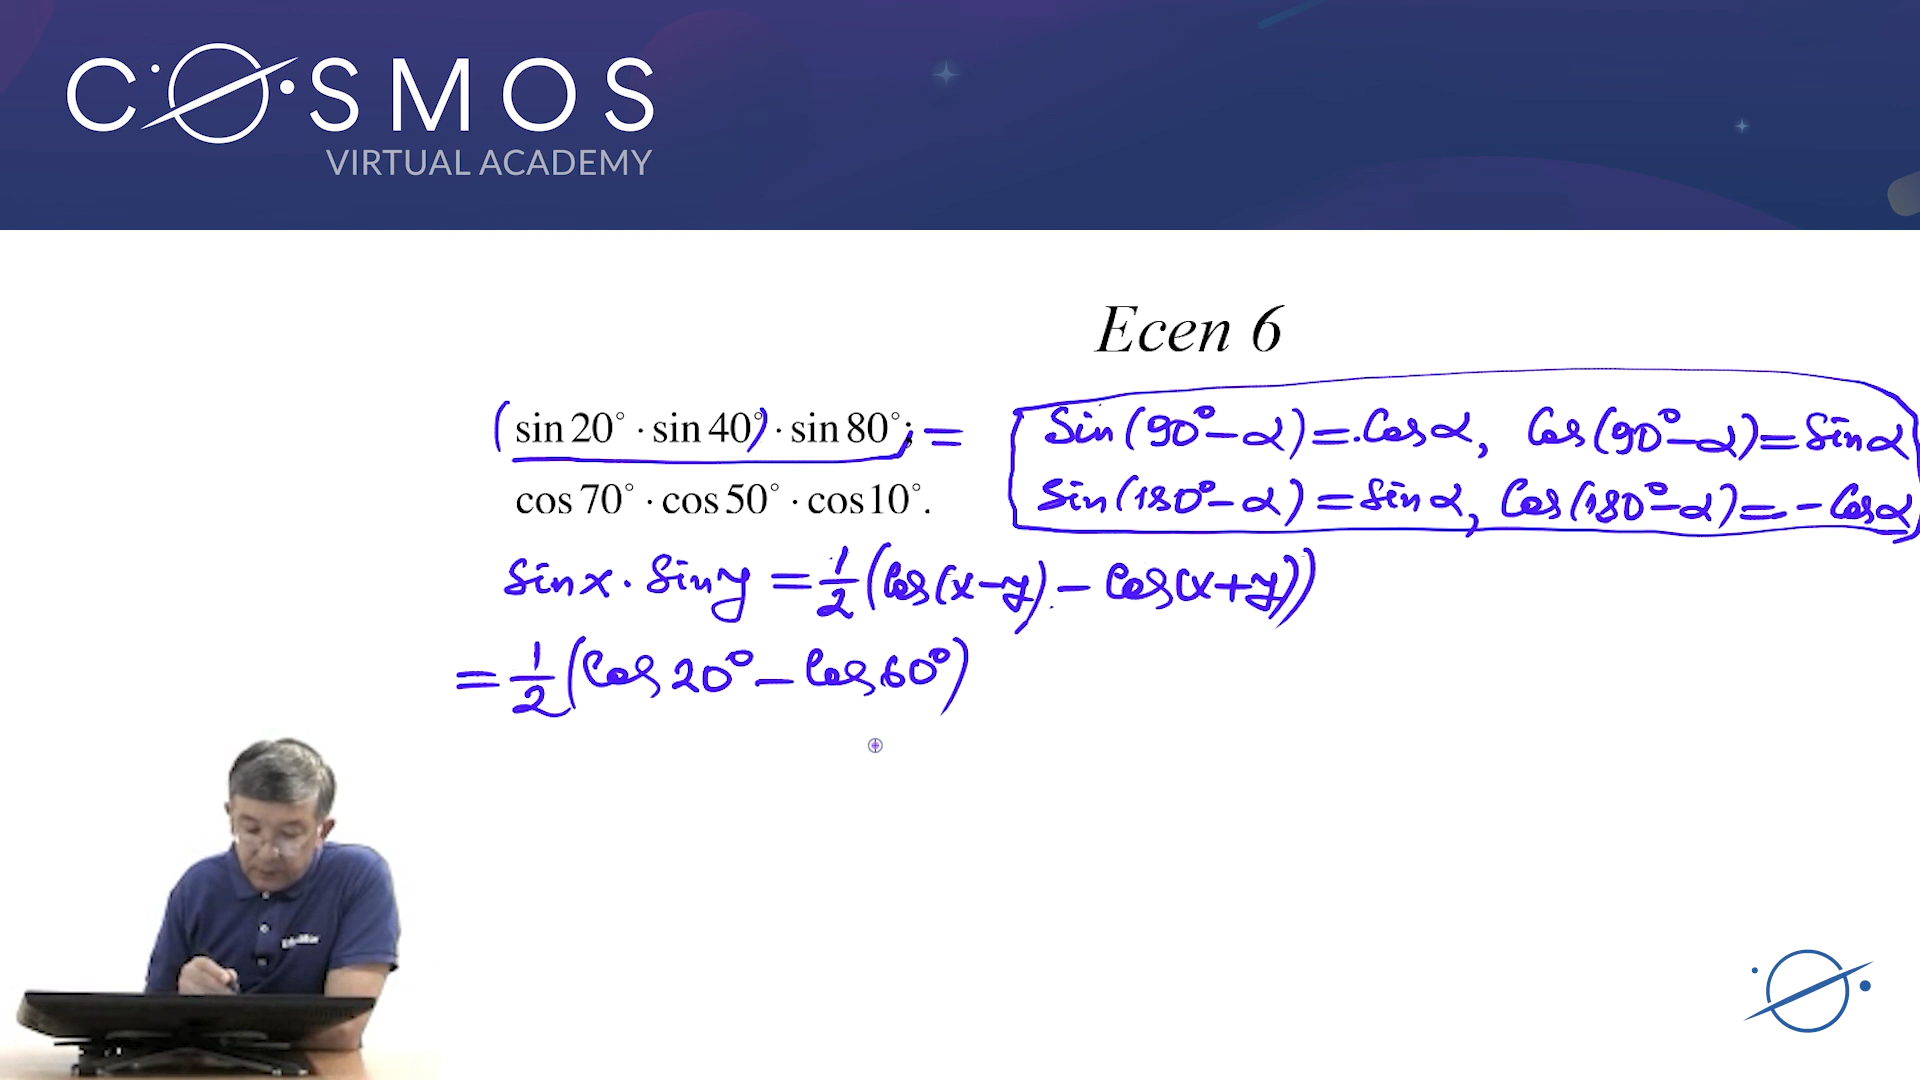 COSMOS
VIRTUAL ACADEMY
Есеп 6
(sin 20° · sin 40°) · sin 80°; =
cos 70° · cos 50° · cos 10°.
Sin(90°-α)=Cosα, Cos(90°-α)=Sinα
Sin(180°-α)=Sinα, Cos(180°-α)=-Cosα
Sinx · Siny = 1/2 (Cos(x-y) - Cos(x+y))
= 1/2 (Cos 20° - Cos 60°)